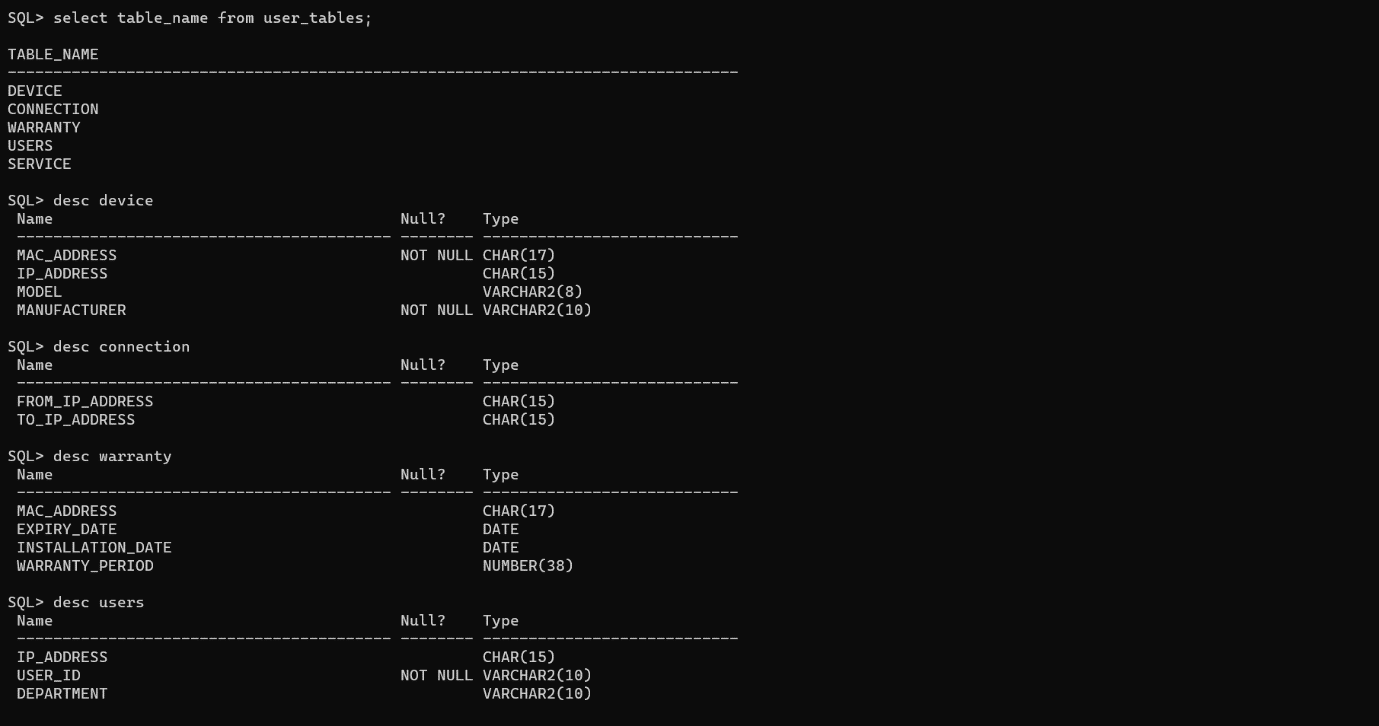 SQL> select table_name from user_tables;
TABLE_NAME
--------------------------------------------------------------------------------
DEVICE
CONNECTION
WARRANTY
USERS
SERVICE
SQL> desc device
Name                                      Null?    Type
----------------------------------------- -------- ----------------------------
MAC_ADDRESS                               NOT NULL CHAR(17)
IP_ADDRESS                                         CHAR(15)
MODEL                                              VARCHAR2(8)
MANUFACTURER                              NOT NULL VARCHAR2(10)
SQL> desc connection
Name                                      Null?    Type
----------------------------------------- -------- ----------------------------
FROM_IP_ADDRESS                                    CHAR(15)
TO_IP_ADDRESS                                      CHAR(15)
SQL> desc warranty
Name                                      Null?    Type
----------------------------------------- -------- ----------------------------
MAC_ADDRESS                                        CHAR(17)
EXPIRY_DATE                                        DATE
INSTALLATION_DATE                                  DATE
WARRANTY_PERIOD                                    NUMBER(38)
SQL> desc users
Name                                      Null?    Type
----------------------------------------- -------- ----------------------------
IP_ADDRESS                                         CHAR(15)
USER_ID                                   NOT NULL VARCHAR2(10)
DEPARTMENT                                         VARCHAR2(10)